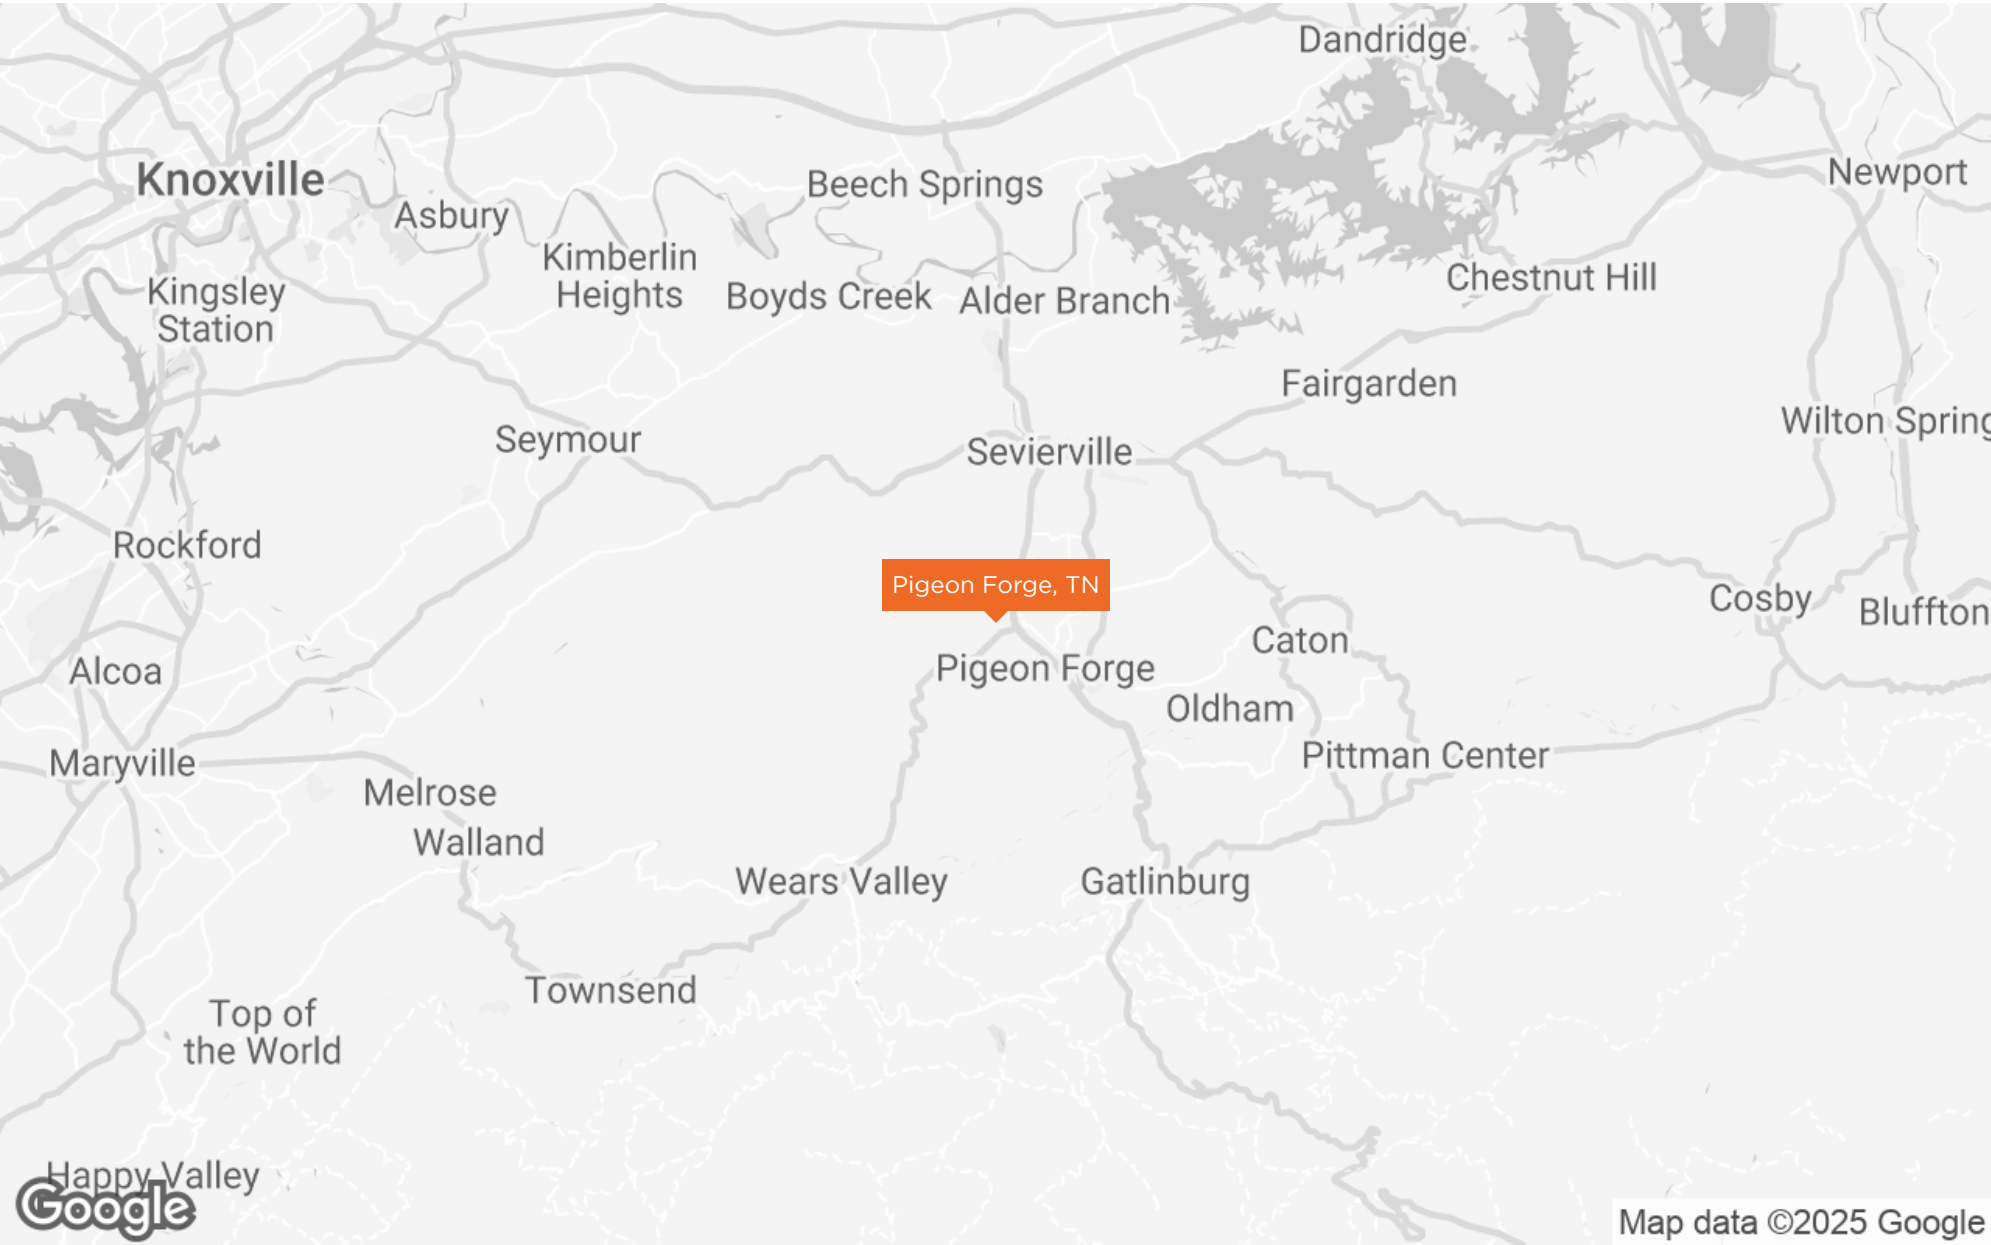 Dandridge
Knoxville
Newport
Beech Springs
Asbury
Kimberlin
Heights
Chestnut Hill
Kingsley
Station
Boyds Creek
Alder Branch
Fairgarden
Wilton Spring
Seymour
Sevierville
Rockford
Pigeon Forge, TN
Cosby
Bluffton
Caton
Alcoa
Pigeon Forge
Oldham
Maryville
Pittman Center
Melrose
Walland
Wears Valley
Gatlinburg
Townsend
Top of
the World
Happy Valley
Google
Map data ©2025 Google